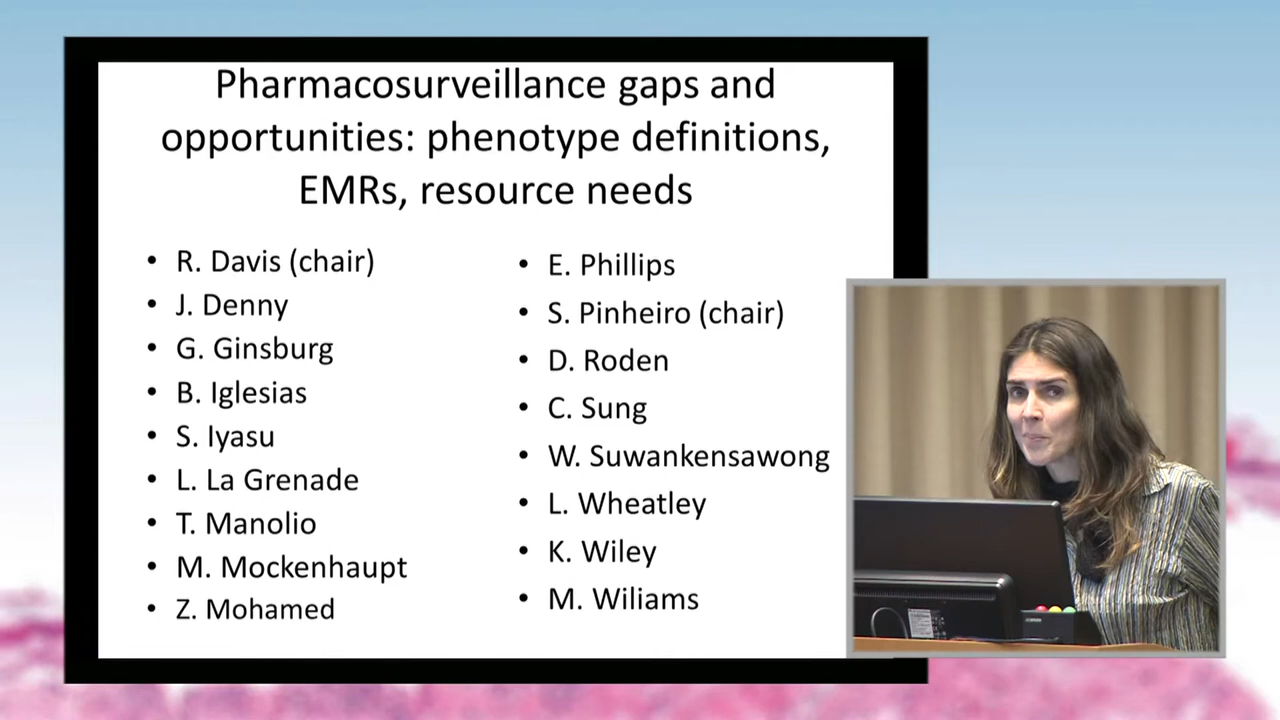 Pharmacosurveillance gaps and
opportunities: phenotype definitions,
EMRs, resource needs
• R. Davis (chair)
• J. Denny
• G. Ginsburg
• B. Iglesias
• S. Iyasu
• L. La Grenade
• T. Manolio
• M. Mockenhaupt
• Z. Mohamed
• E. Phillips
• S. Pinheiro (chair)
• D. Roden
• C. Sung
• W. Suwankensawong
• L. Wheatley
• K. Wiley
• M. Wiliams